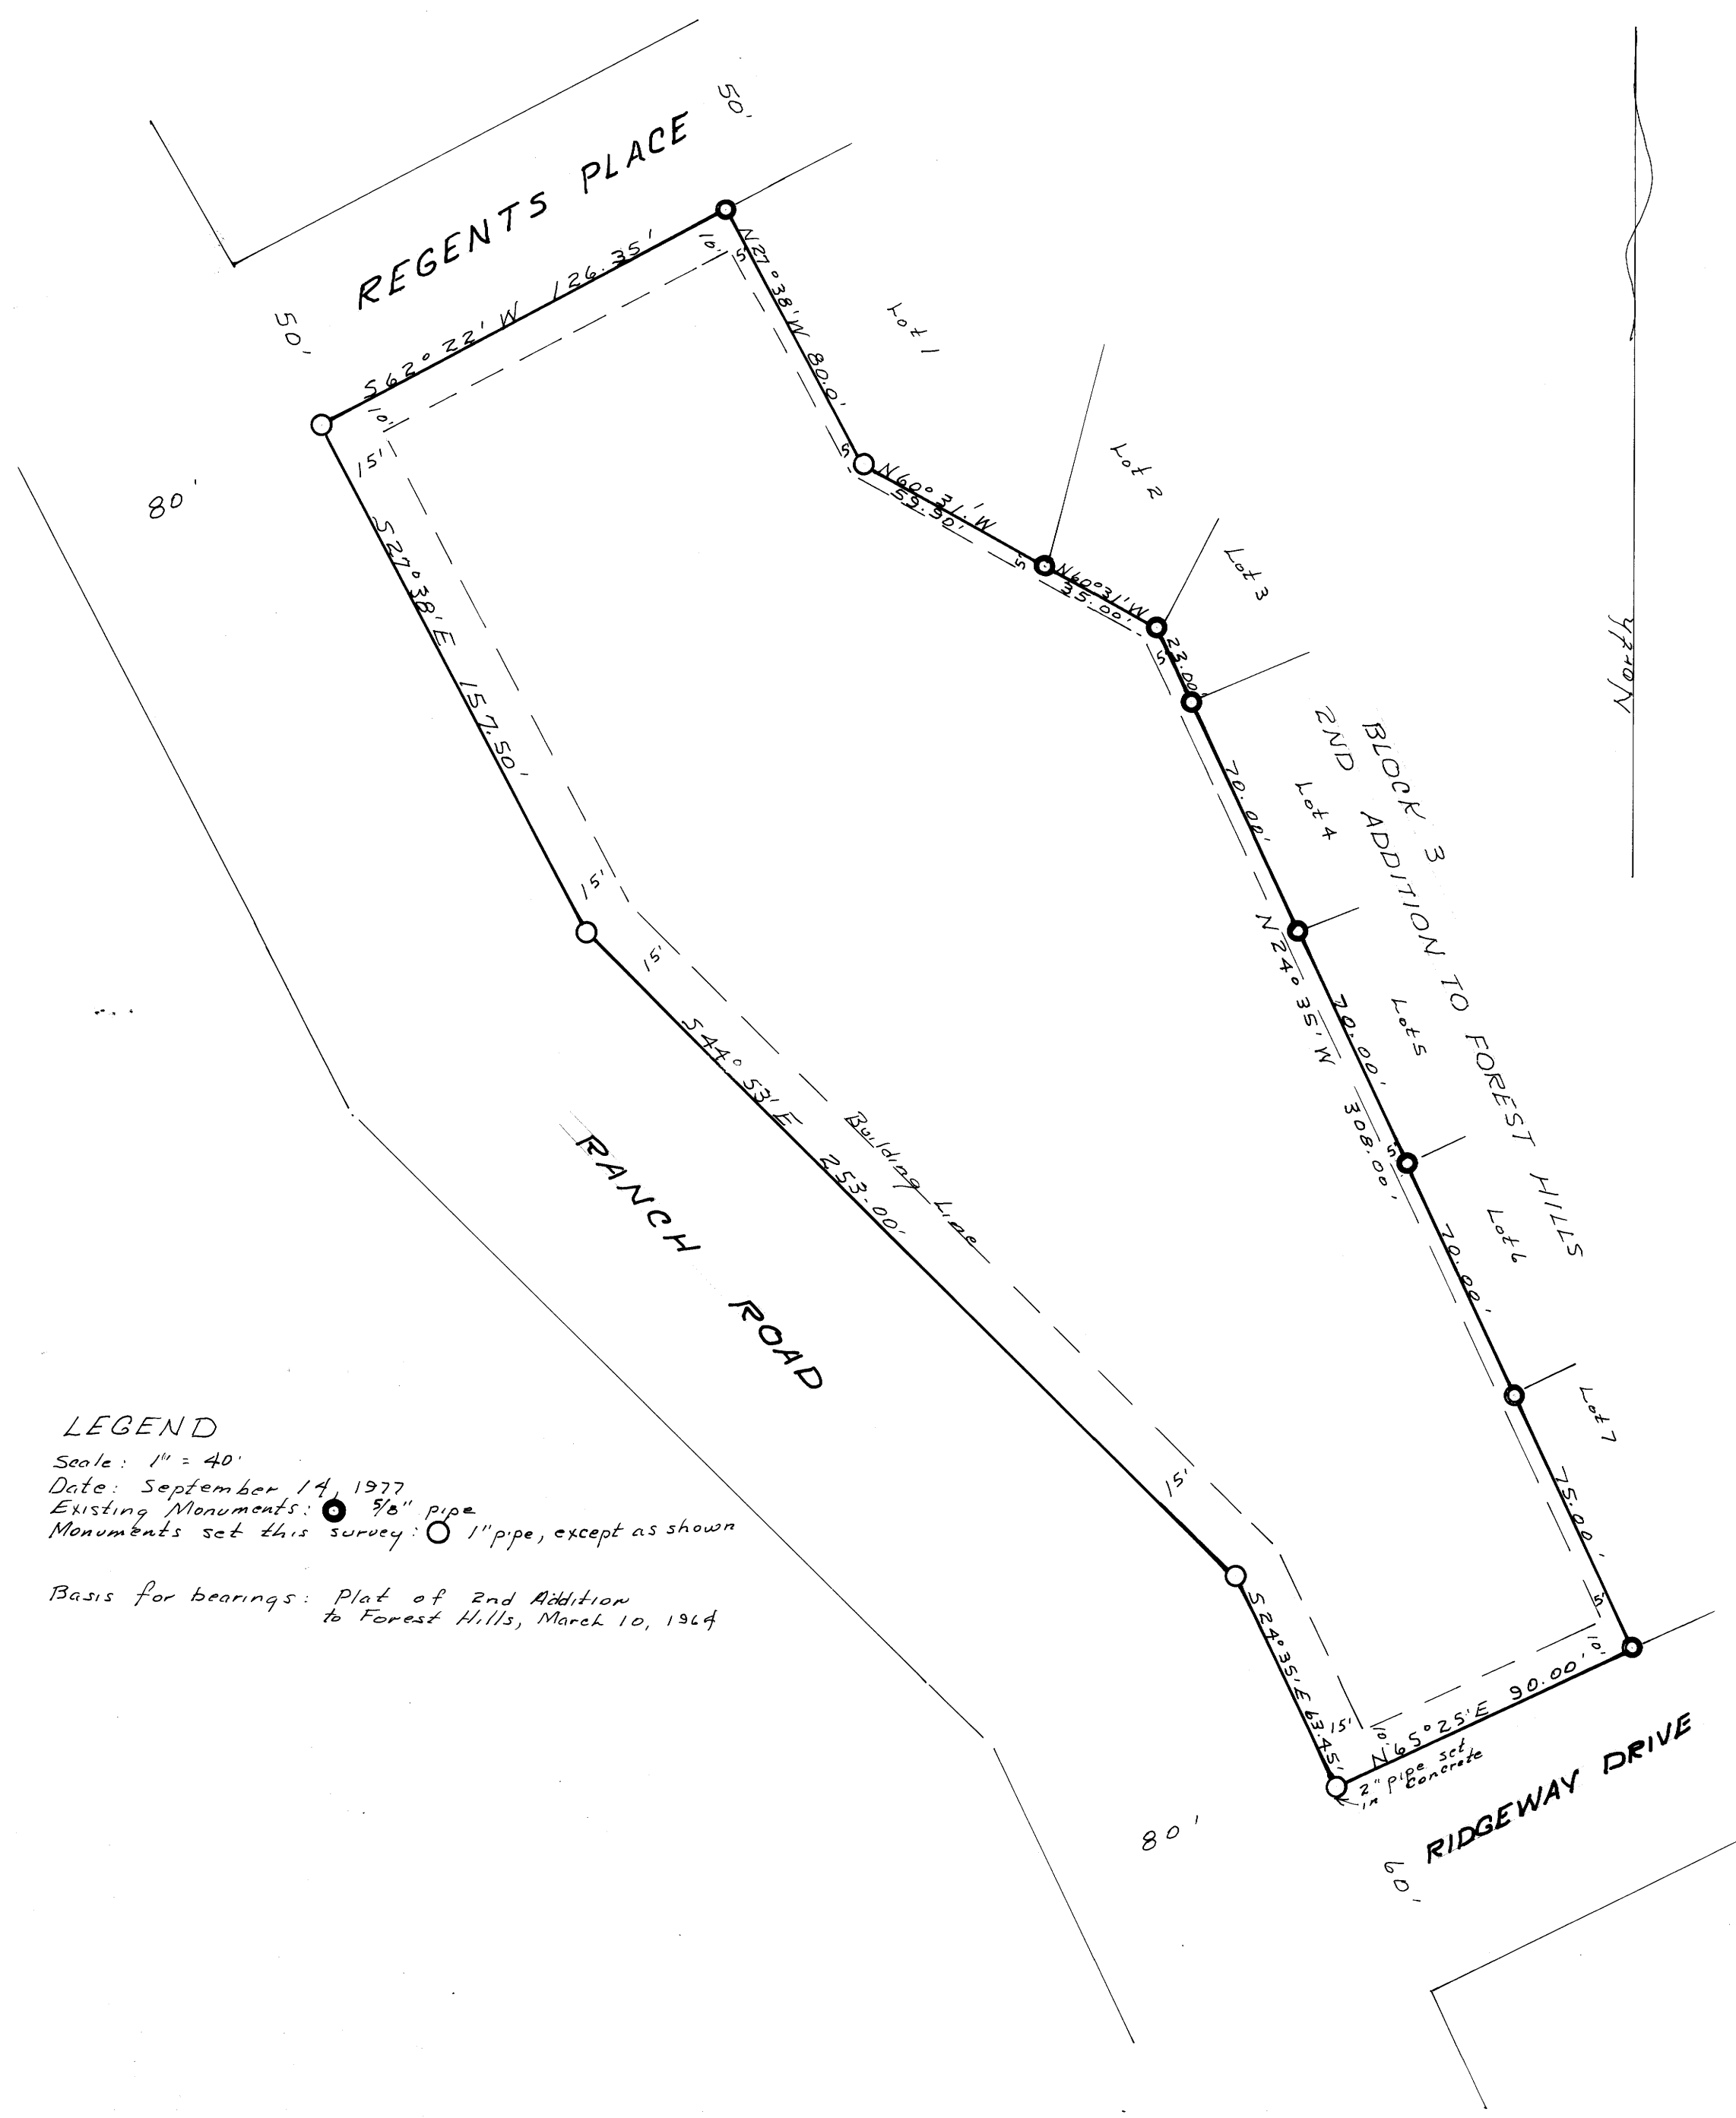 50'
REGENTS PLACE
50'
S62°22'W 126.35'
10'
5'
N27°38'W 80.0'
Lot 1
10'
15'
80'
5'
N60°31'W
59.90'
Lot 2
5'
N60°31'W
35.00'
Lot 3
23.00'
5'
S27°38'E 157.50'
North
BLOCK 3
2ND ADDITION TO FOREST HILLS
70.00'
Lot 4
15'
15'
N24°35'W 308.00'
70.00'
Lot 5
S44°53'E 253.00'
Building Line
5'
70.00'
Lot 6
RANCH ROAD
Lot 7
75.00'
15'
5'
10'
S24°35'E 63.45'
15'
10'
N65°25'E 90.00'
2" pipe set
in Concrete
RIDGEWAY DRIVE
80'
60'
LEGEND
Scale: 1" = 40'
Date: September 14, 1977
Existing Monuments: 5/8" pipe
Monuments set this survey: 1" pipe, except as shown
Basis for bearings: Plat of 2nd Addition
to Forest Hills, March 10, 1964